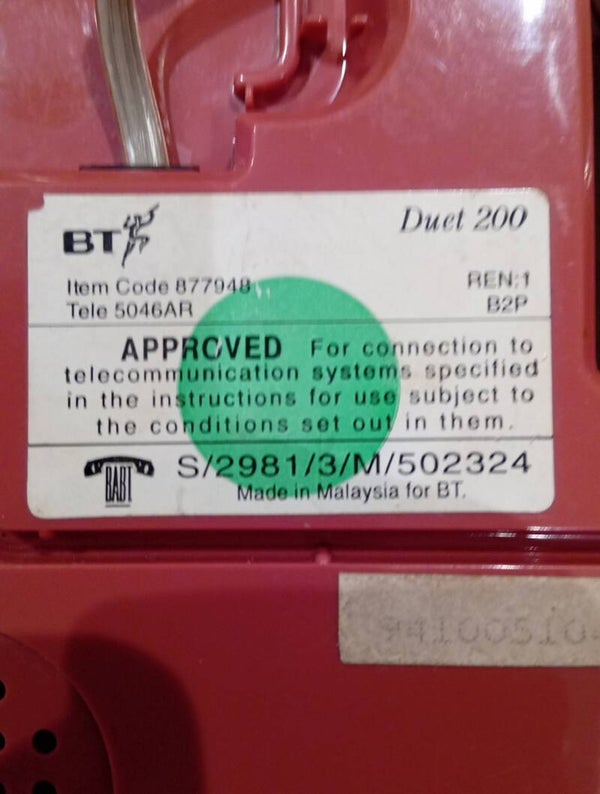 BT
Duet 200
Item Code 877948
REN:1
Tele 5046AR
B2P
APPROVED For connection to
telecommunication systems specified
in the instructions for use subject to
the conditions set out in them.
BABT
S/2981/3/M/502324
Made in Malaysia for BT.